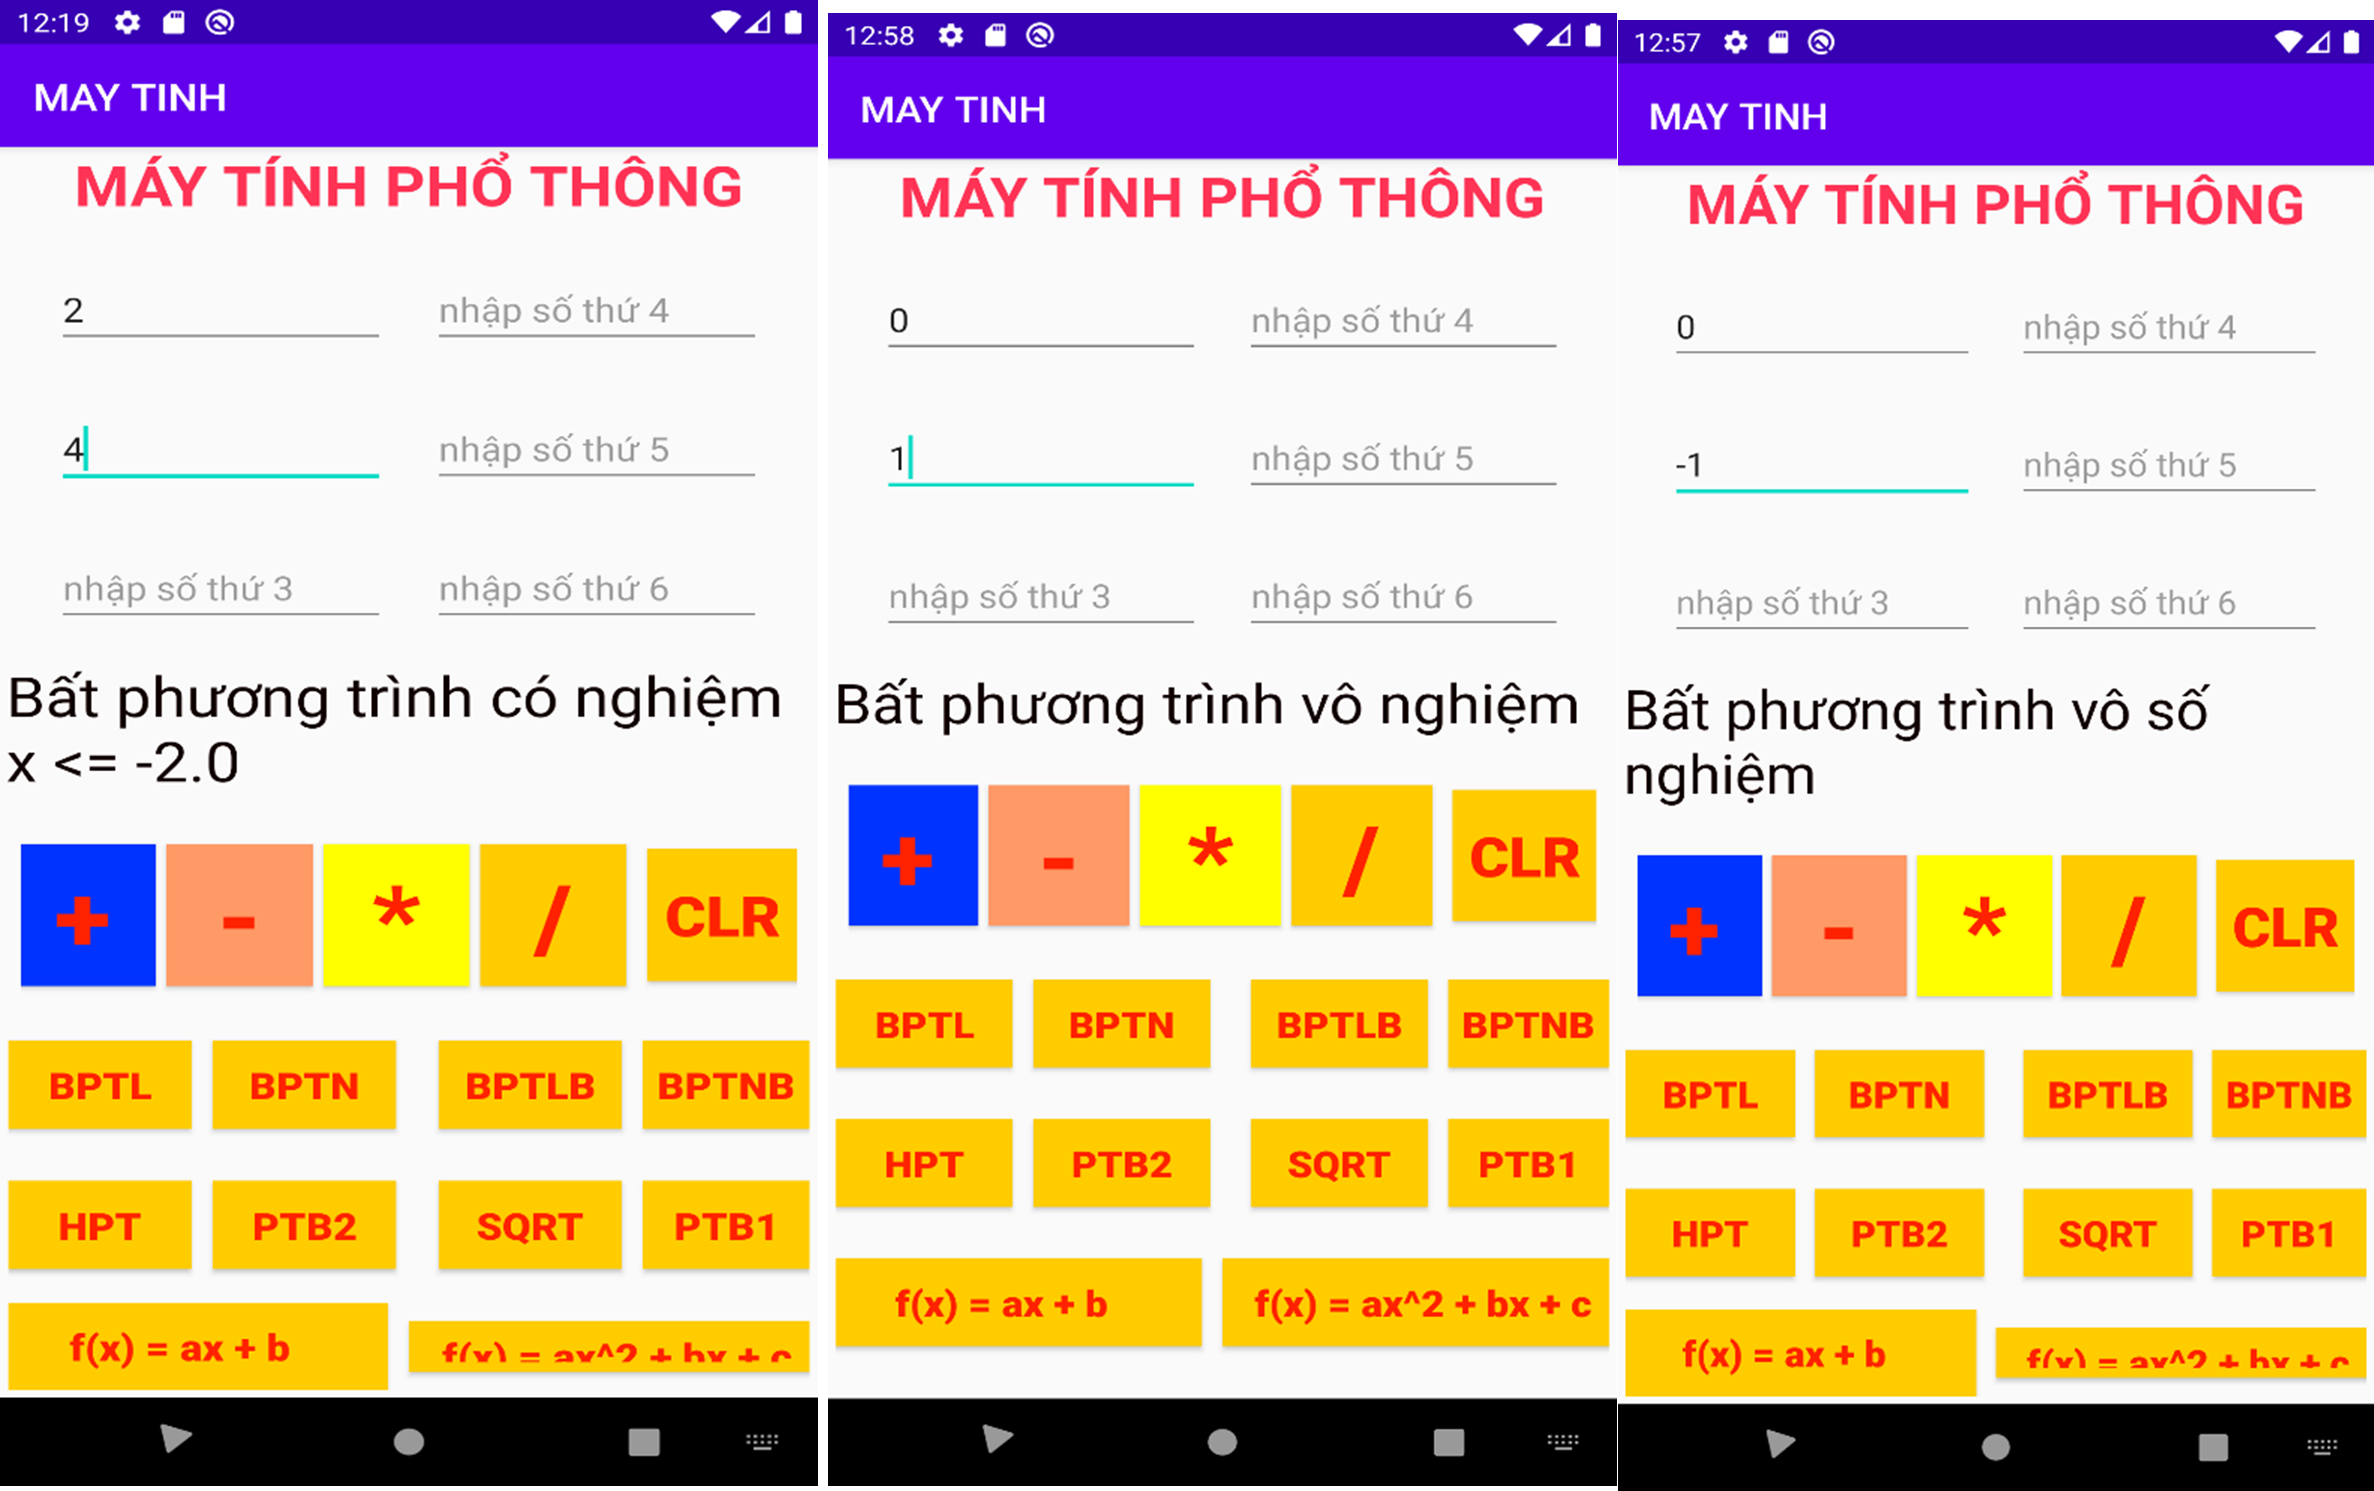 12:19
MAY TINH
MÁY TÍNH PHỔ THÔNG
2
nhập số thứ 4
4
nhập số thứ 5
nhập số thứ 3
nhập số thứ 6
Bất phương trình có nghiệm
x <= -2.0
+ - * / CLR
BPTL BPTN BPTLB BPTNB
HPT PTB2 SQRT PTB1
f(x) = ax + b
f(x) = ax^2 + bx + c
12:58
MAY TINH
MÁY TÍNH PHỔ THÔNG
0
nhập số thứ 4
1
nhập số thứ 5
nhập số thứ 3
nhập số thứ 6
Bất phương trình vô nghiệm
+ - * / CLR
BPTL BPTN BPTLB BPTNB
HPT PTB2 SQRT PTB1
f(x) = ax + b
f(x) = ax^2 + bx + c
12:57
MAY TINH
MÁY TÍNH PHỔ THÔNG
0
nhập số thứ 4
-1
nhập số thứ 5
nhập số thứ 3
nhập số thứ 6
Bất phương trình vô số
nghiệm
+ - * / CLR
BPTL BPTN BPTLB BPTNB
HPT PTB2 SQRT PTB1
f(x) = ax + b
f(x) = ax^2 + bx + c